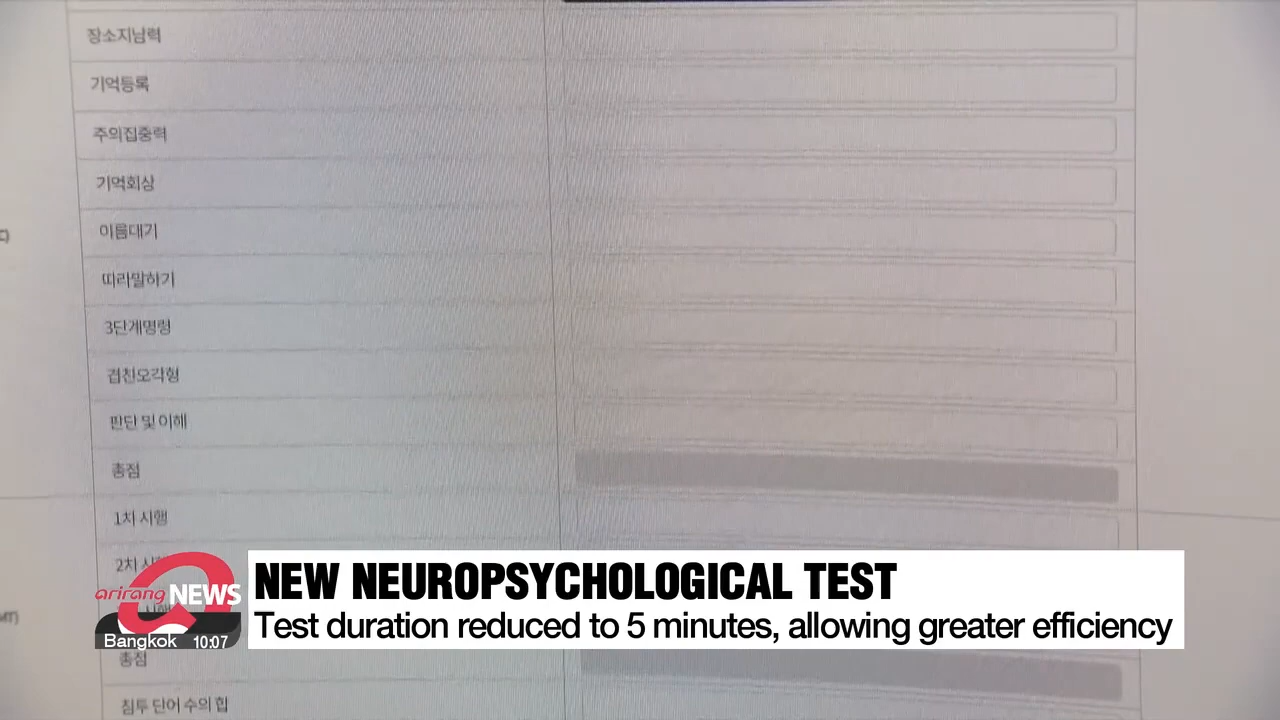 장소지남력
기억등록
주의집중력
기억회상
이름대기
따라말하기
3단계명령
겹친오각형
판단 및 이해
총점
1차 시행
2차
arirang NEWS
Bangkok 10:07
NEW NEUROPSYCHOLOGICAL TEST
Test duration reduced to 5 minutes, allowing greater efficiency
총점
침투 단어 수의 합